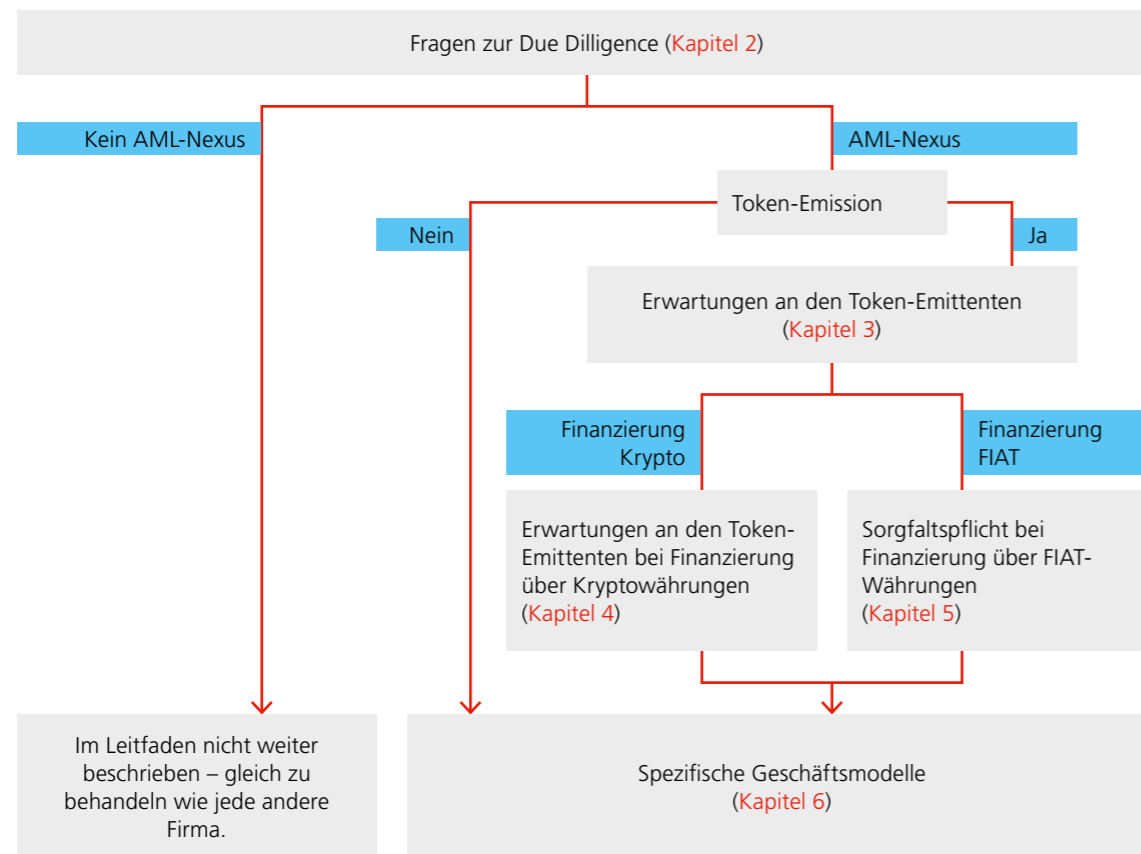 Fragen zur Due Dilligence (Kapitel 2)
Kein AML-Nexus
AML-Nexus
Token-Emission
Nein
Ja
Erwartungen an den Token-Emittenten
(Kapitel 3)
Finanzierung
Krypto
Finanzierung
FIAT
Erwartungen an den Token-
Emittenten bei Finanzierung
über Kryptowährungen
(Kapitel 4)
Sorgfaltspflicht bei
Finanzierung über FIAT-
Währungen
(Kapitel 5)
Im Leitfaden nicht weiter
beschrieben – gleich zu
behandeln wie jede andere
Firma.
Spezifische Geschäftsmodelle
(Kapitel 6)